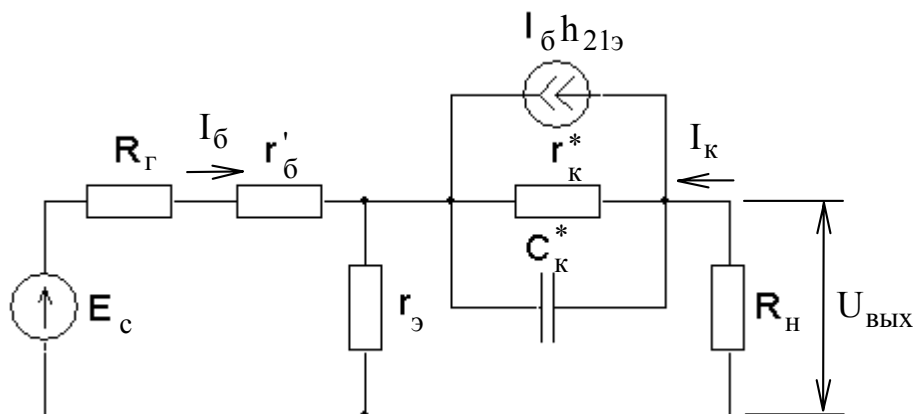 I б h 21э
I б
R г
r ' б
r * к
I к
C * к
E c
r э
R н
U вых